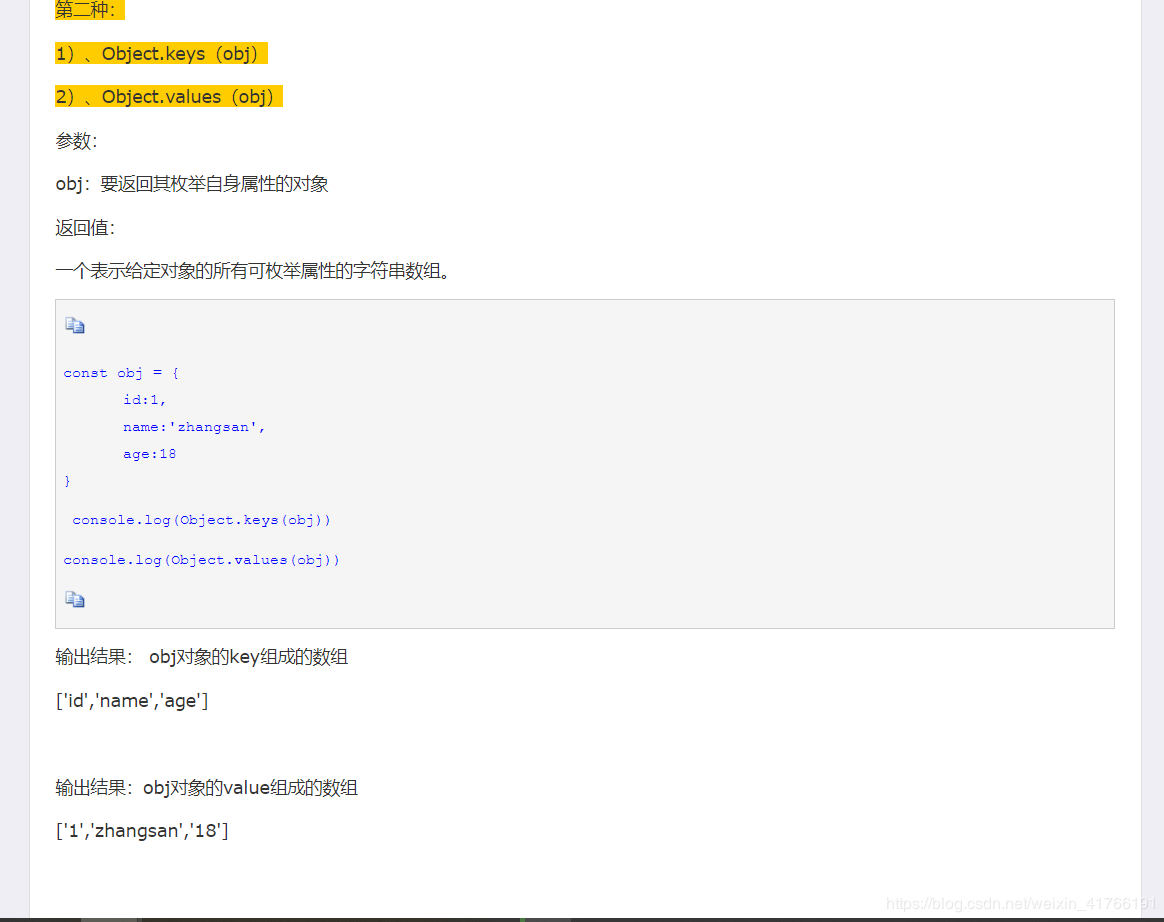 第二种：
1）、Object.keys（obj）
2）、Object.values（obj）
参数：
obj：要返回其枚举自身属性的对象
返回值：
一个表示给定对象的所有可枚举属性的字符串数组。
const obj = {
id:1,
name:'zhangsan',
age:18
}
console.log(Object.keys(obj))
console.log(Object.values(obj))
输出结果： obj对象的key组成的数组
['id','name','age']
输出结果：obj对象的value组成的数组
['1','zhangsan','18']
https://blog.csdn.net/weixin_41766191